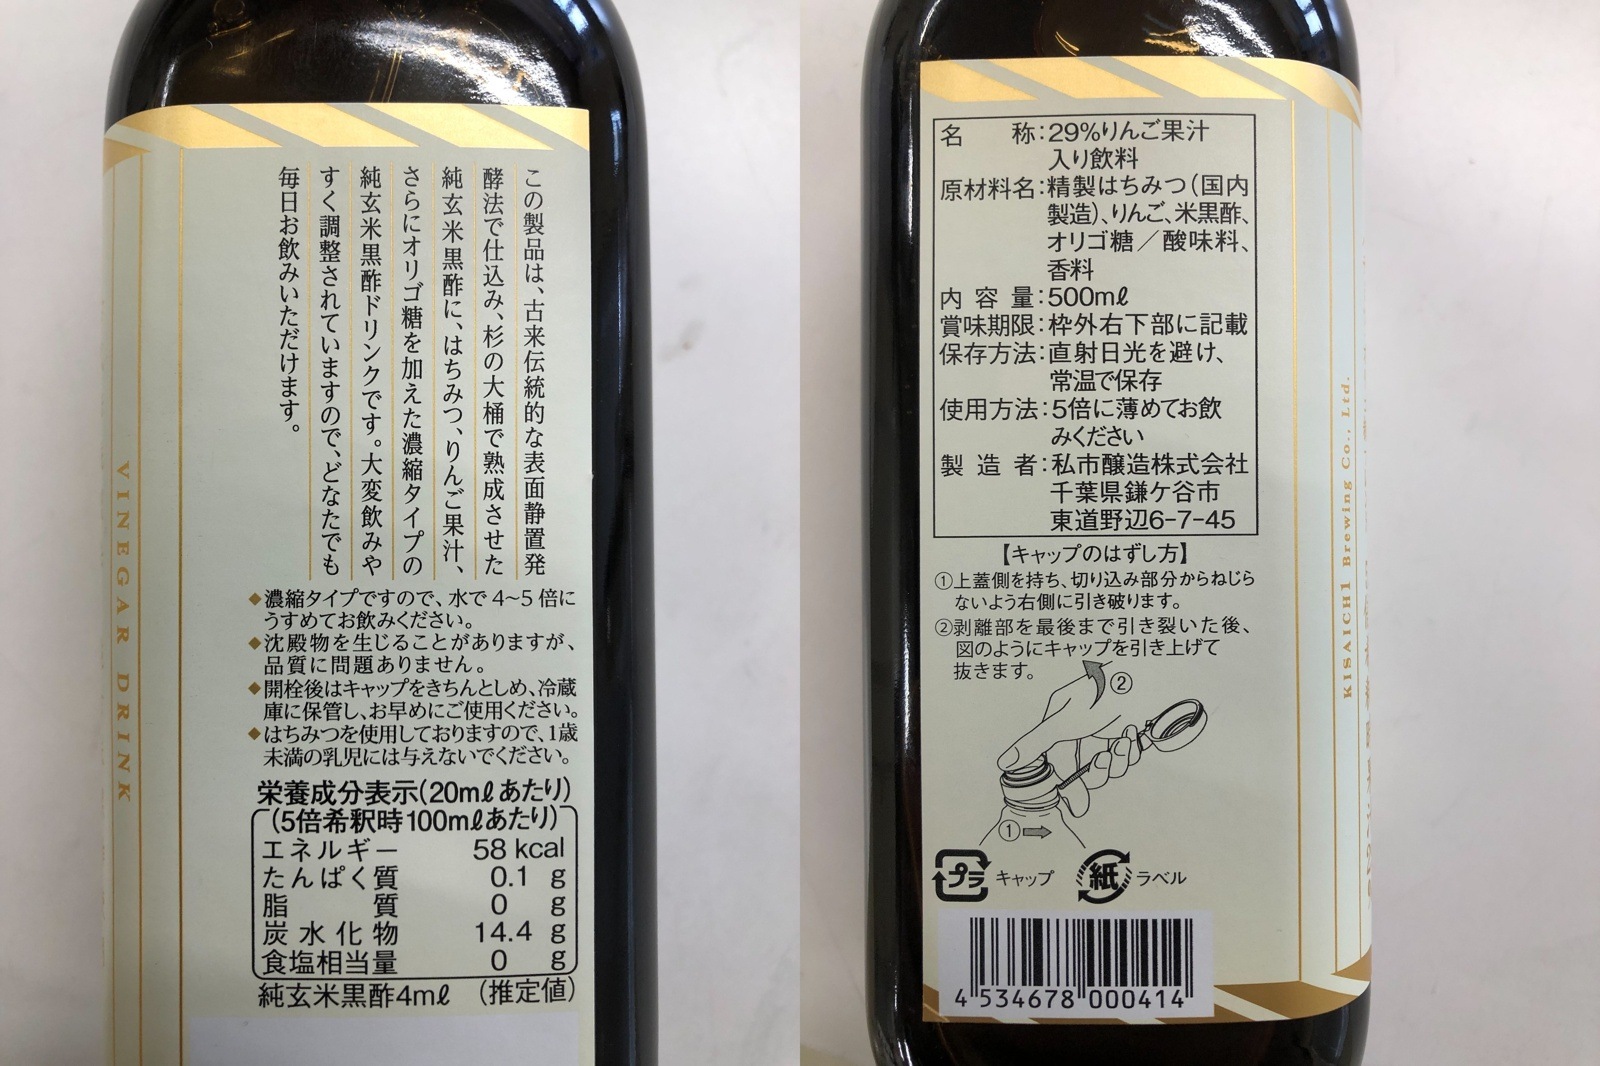 この製品は、古来伝統的な表面静置発
酵法で仕込み、杉の大桶で熟成させた
純玄米黒酢に、はちみつ、りんご果汁、
さらにオリゴ糖を加えた濃縮タイプの
純玄米黒酢ドリンクです。大変飲みや
すく調整されていますので、どなたでも
毎日お飲みいただけます。
VINEGAR DRINK
◆濃縮タイプですので、水で4~5倍に
うすめてお飲みください。
◆沈殿物を生じることがありますが、
品質に問題ありません。
◆開栓後はキャップをきちんとしめ、冷蔵
庫に保管し、お早めにご使用ください。
◆はちみつを使用しておりますので、1歳
未満の乳児には与えないでください。
栄養成分表示(20mℓあたり)
(5倍希釈時100mℓあたり)
エネルギー 58 kcal
たんぱく質 0.1 g
脂質 0 g
炭水化物 14.4 g
食塩相当量 0 g
純玄米黒酢4mℓ (推定値)
名称:29%りんご果汁
入り飲料
原材料名:精製はちみつ(国内
製造)、りんご、米黒酢、
オリゴ糖/酸味料、
香料
内容量:500mℓ
賞味期限:枠外右下部に記載
保存方法:直射日光を避け、
常温で保存
使用方法:5倍に薄めてお飲
みください
製造者:私市醸造株式会社
千葉県鎌ケ谷市
東道野辺6-7-45
【キャップのはずし方】
①上蓋側を持ち、切り込み部分からねじら
ないよう右側に引き破ります。
②剥離部を最後まで引き裂いた後、
図のようにキャップを引き上げて
抜きます。
②
①
プラ キャップ 紙 ラベル
4 534678 000414
KISAICHI Brewing Co., Ltd.